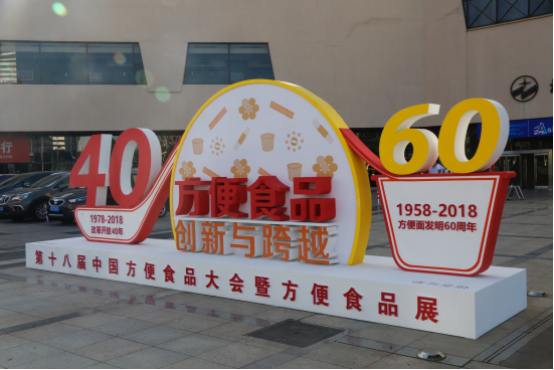 40
1978-2018
改革开放40年
方便食品
创新与跨越
60
1958-2018
方便面发明60周年
第十八届中国方便食品大会暨方便食品展
行